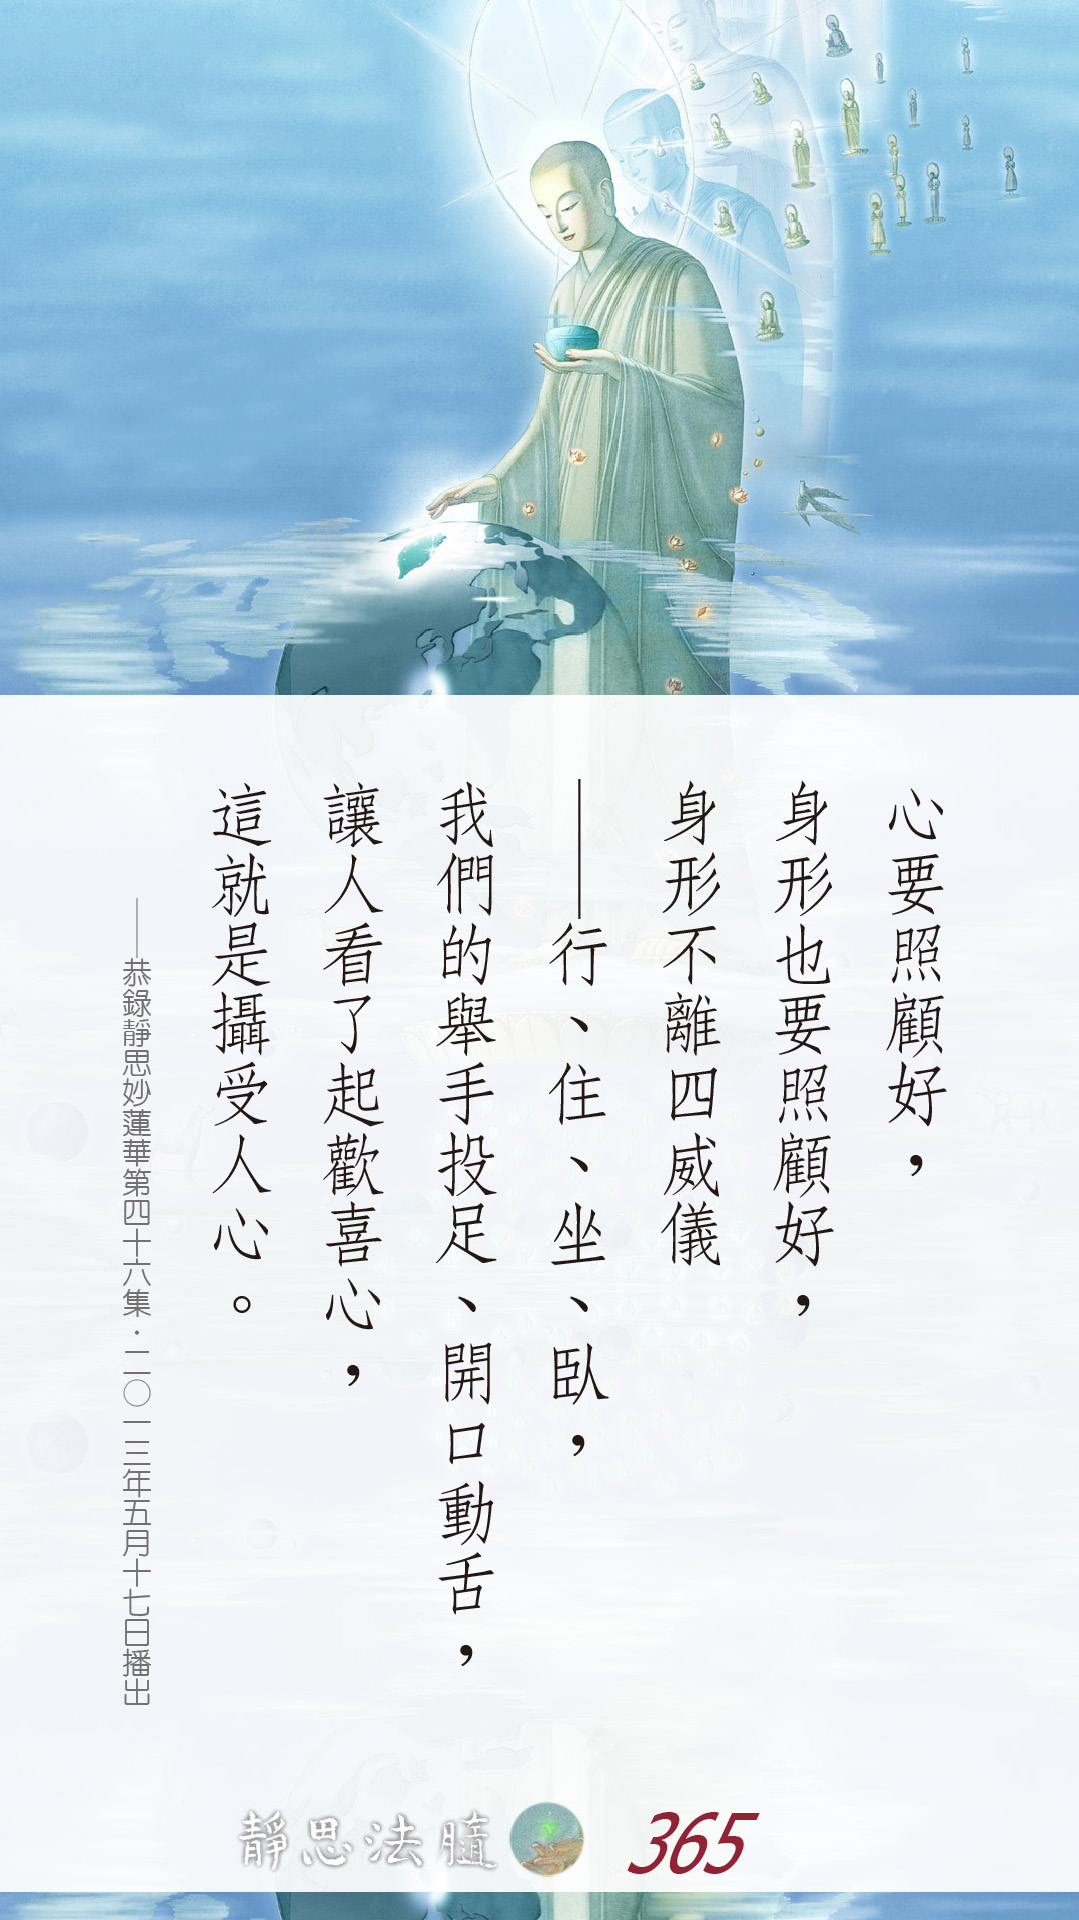 心要照顧好，
身形也要照顧好，
身形不離四威儀
——行、住、坐、臥，
我們的舉手投足、開口動舌，
讓人看了起歡喜心，
這就是攝受人心。
——恭錄靜思妙蓮華第四十六集．二〇一三年五月十七日播出
靜思法髓 365